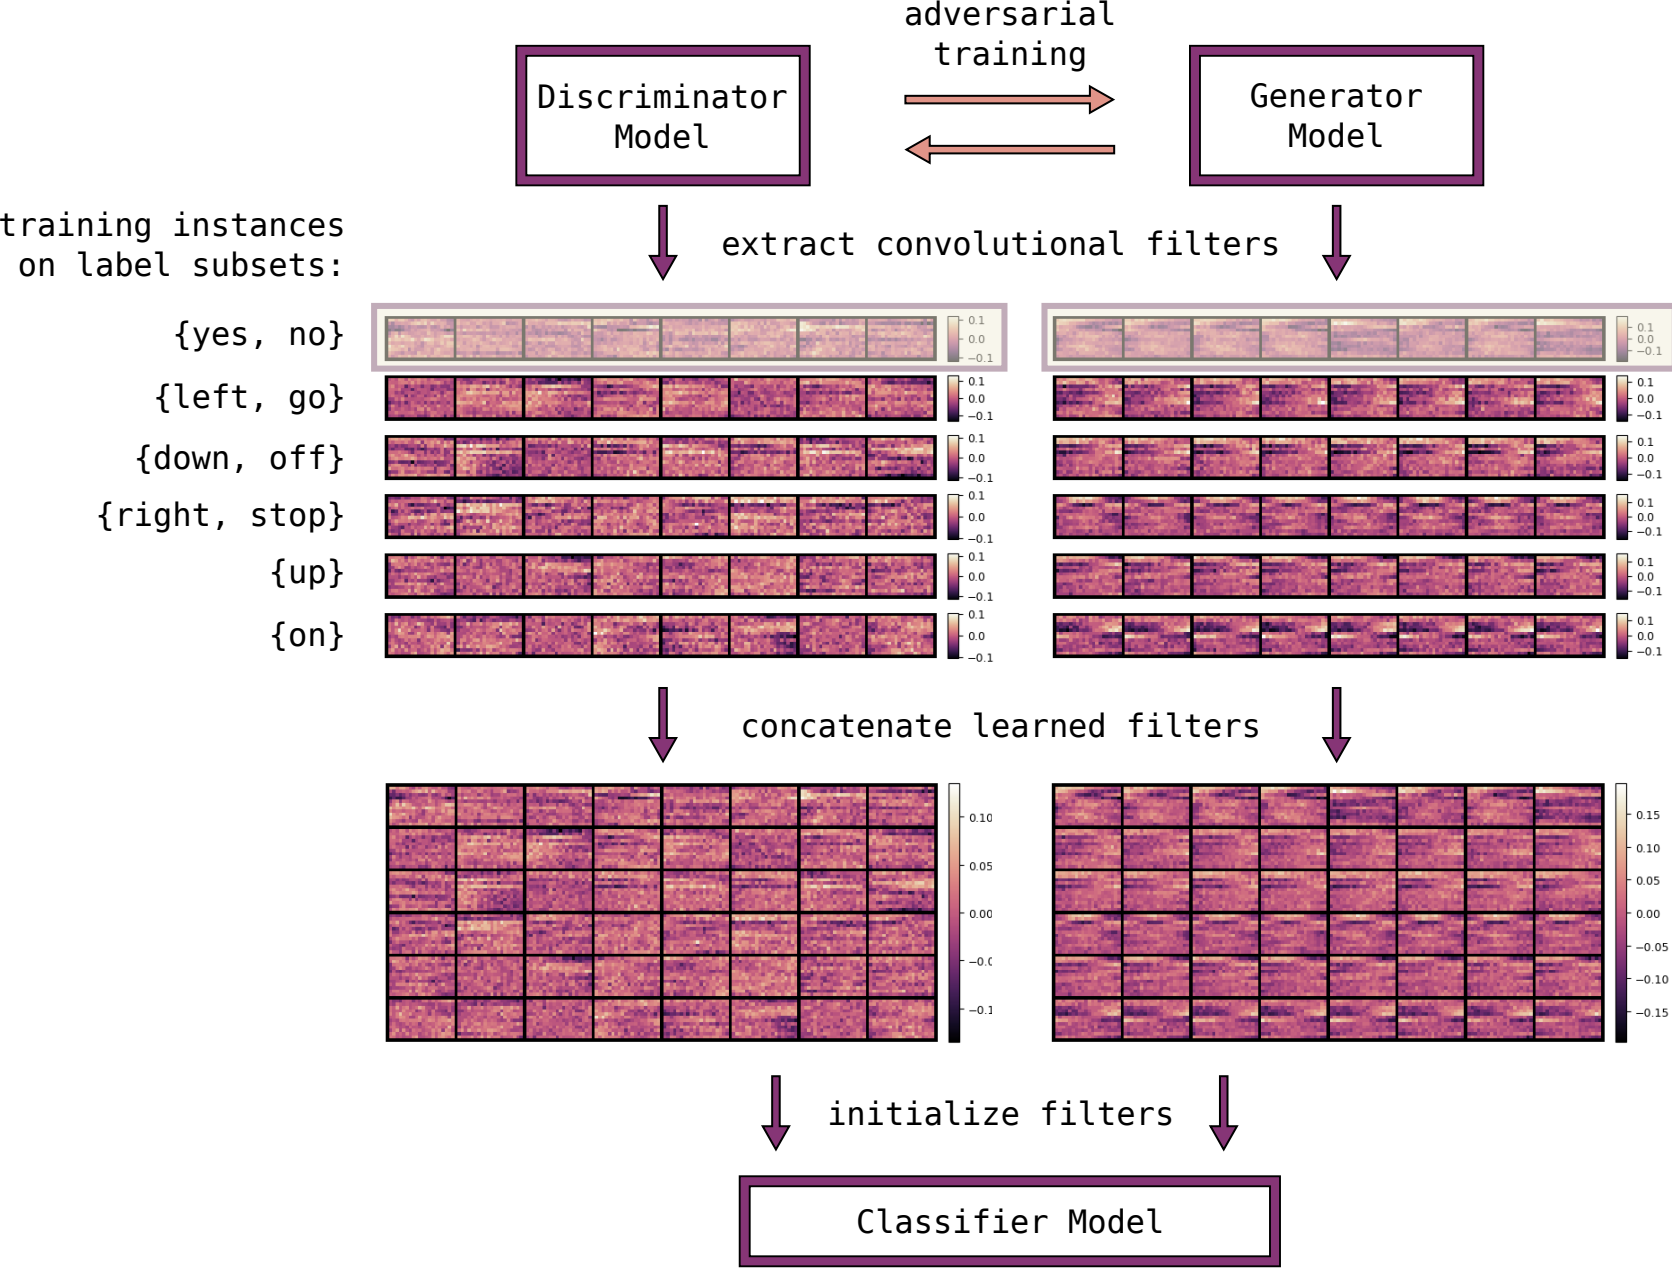 adversarial
training
Discriminator
Model
Generator
Model
training instances
on label subsets:
extract convolutional filters
{yes, no}
0.1
0.0
−0.1
0.1
0.0
−0.1
{left, go}
0.1
0.0
−0.1
0.1
0.0
−0.1
{down, off}
0.1
0.0
−0.1
0.1
0.0
−0.1
{right, stop}
0.1
0.0
−0.1
0.1
0.0
−0.1
{up}
0.1
0.0
−0.1
0.1
0.0
−0.1
{on}
0.1
0.0
−0.1
0.1
0.0
−0.1
concatenate learned filters
0.10
0.05
0.00
−0.0
−0.1
0.15
0.10
0.05
0.00
−0.05
−0.10
−0.15
initialize filters
Classifier Model